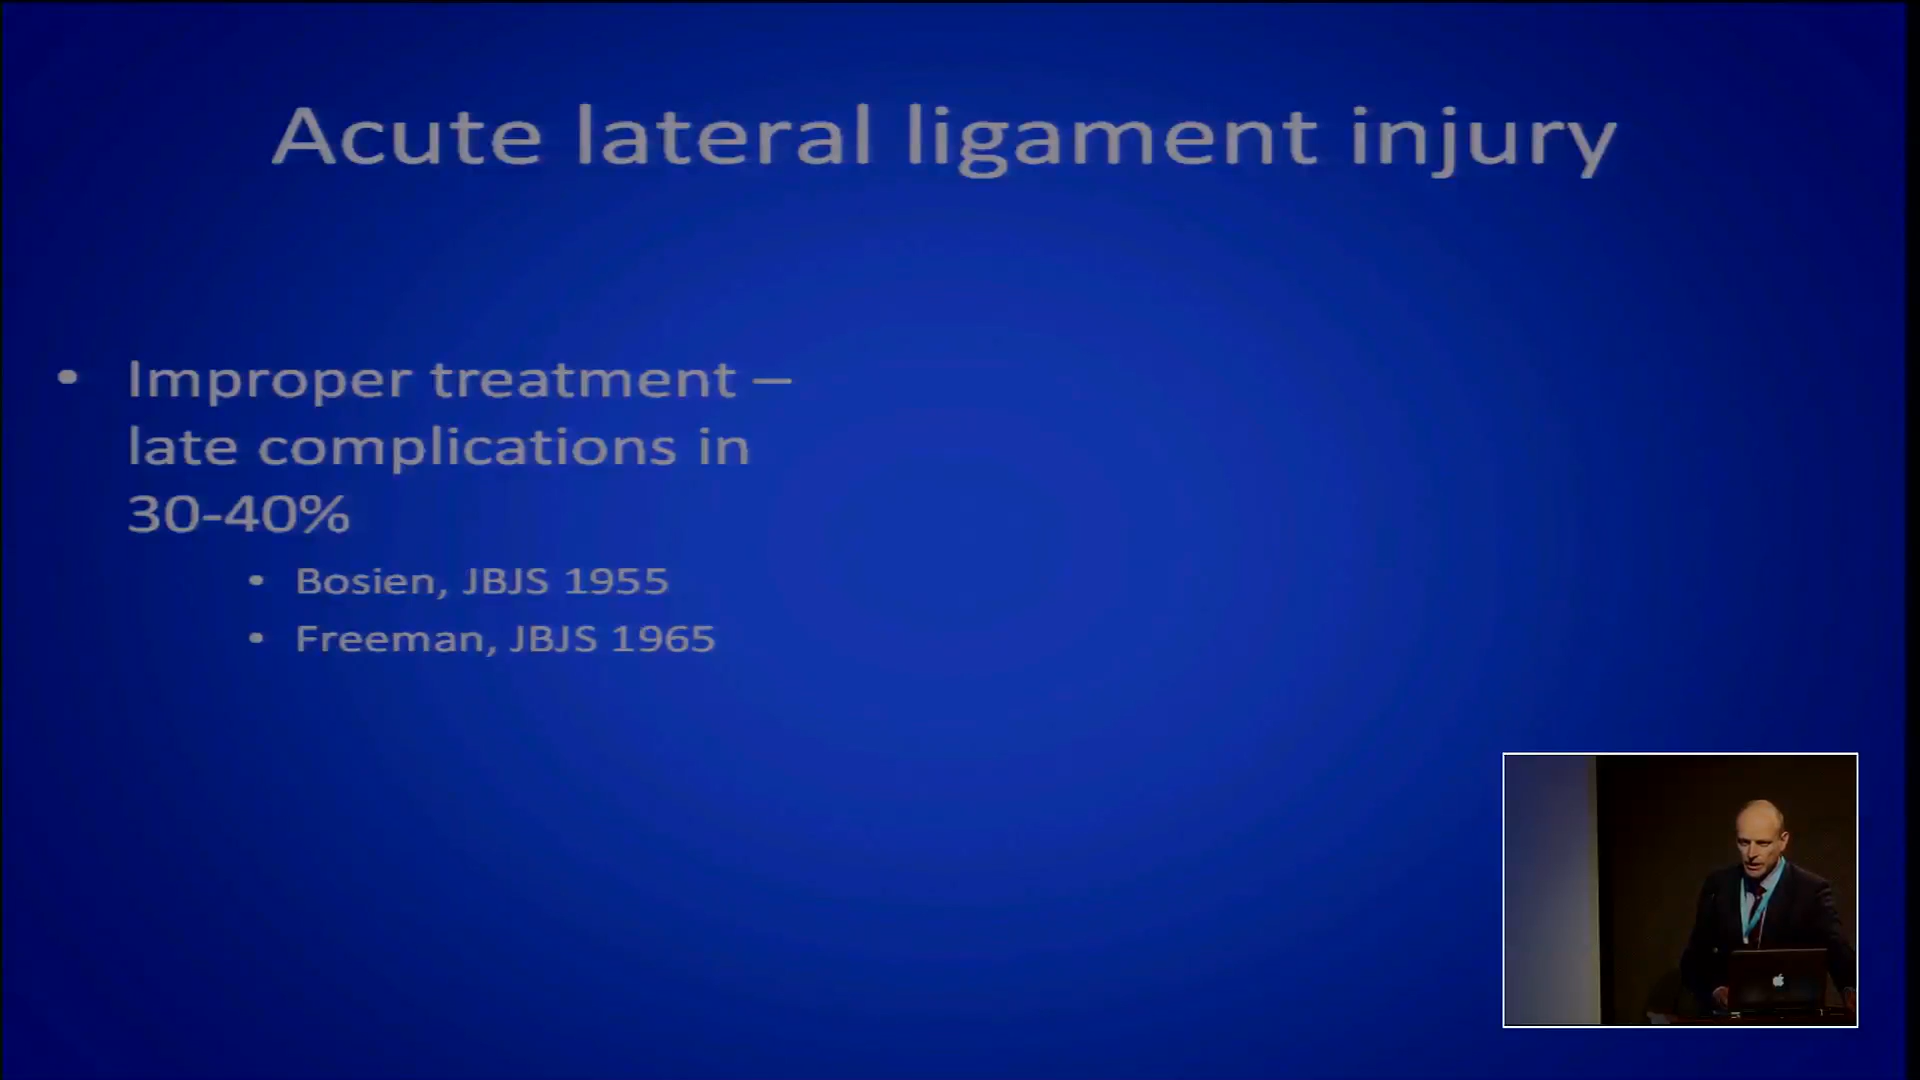 Acute lateral ligament injury
• Improper treatment –
late complications in
30-40%
• Bosien, JBJS 1955
• Freeman, JBJS 1965